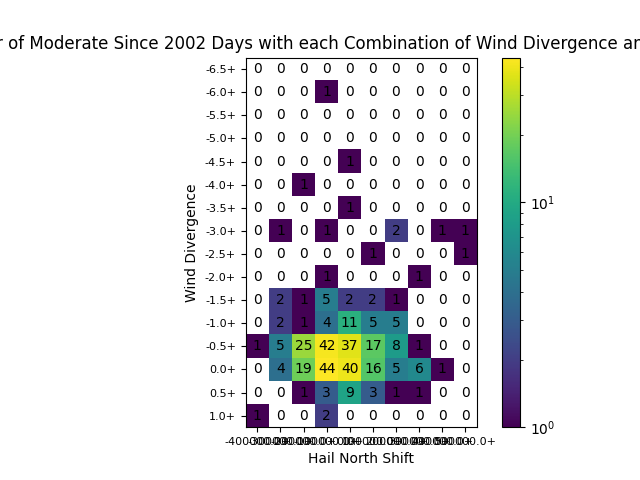 r of Moderate Since 2002 Days with each Combination of Wind Divergence ar
-6.5+ 0 0 0 0 0 0 0 0 0 0
-6.0+ 0 0 0 1 0 0 0 0 0 0
-5.5+ 0 0 0 0 0 0 0 0 0 0
-5.0+ 0 0 0 0 0 0 0 0 0 0
-4.5+ 0 0 0 0 1 0 0 0 0 0
-4.0+ 0 0 1 0 0 0 0 0 0 0
-3.5+ 0 0 0 0 1 0 0 0 0 0
-3.0+ 0 1 0 1 0 0 2 0 1 1
-2.5+ 0 0 0 0 0 1 0 0 0 1
-2.0+ 0 0 0 1 0 0 0 1 0 0
-1.5+ 0 2 1 5 2 2 1 0 0 0
-1.0+ 0 2 1 4 11 5 5 0 0 0
-0.5+ 1 5 25 42 37 17 8 1 0 0
0.0+ 0 4 19 44 40 16 5 6 1 0
0.5+ 0 0 1 3 9 3 1 1 0 0
1.0+ 1 0 0 2 0 0 0 0 0 0
Wind Divergence
Hail North Shift
10^1
10^0